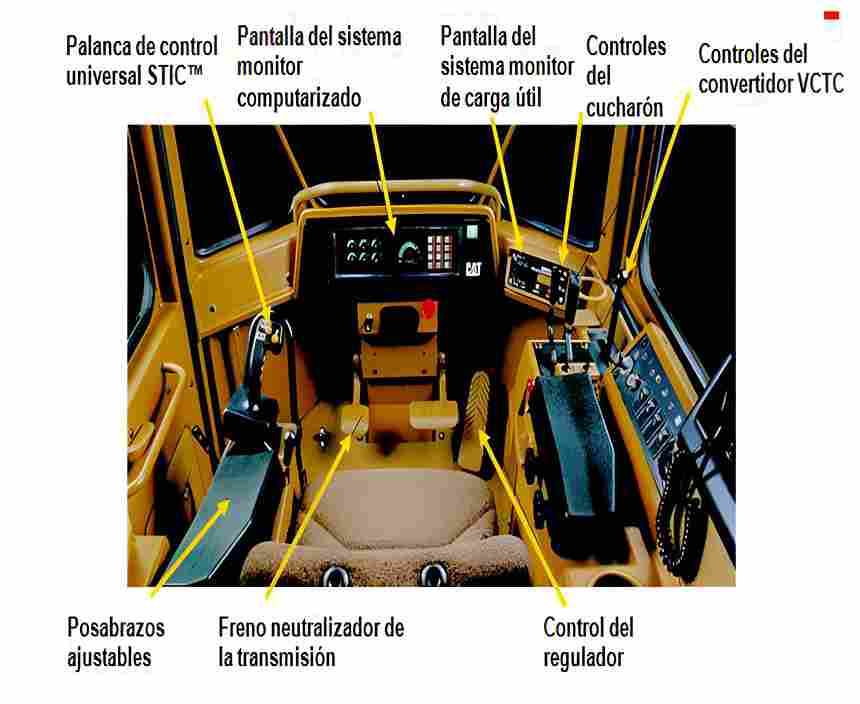 Palanca de control
universal STIC™
Pantalla del sistema
monitor
computarizado
Pantalla del
sistema monitor
de carga útil
Controles
del
cucharón
Controles del
convertidor VCTC
CAT
Posabrazos
ajustables
Freno neutralizador de
la transmisión
Control del
regulador